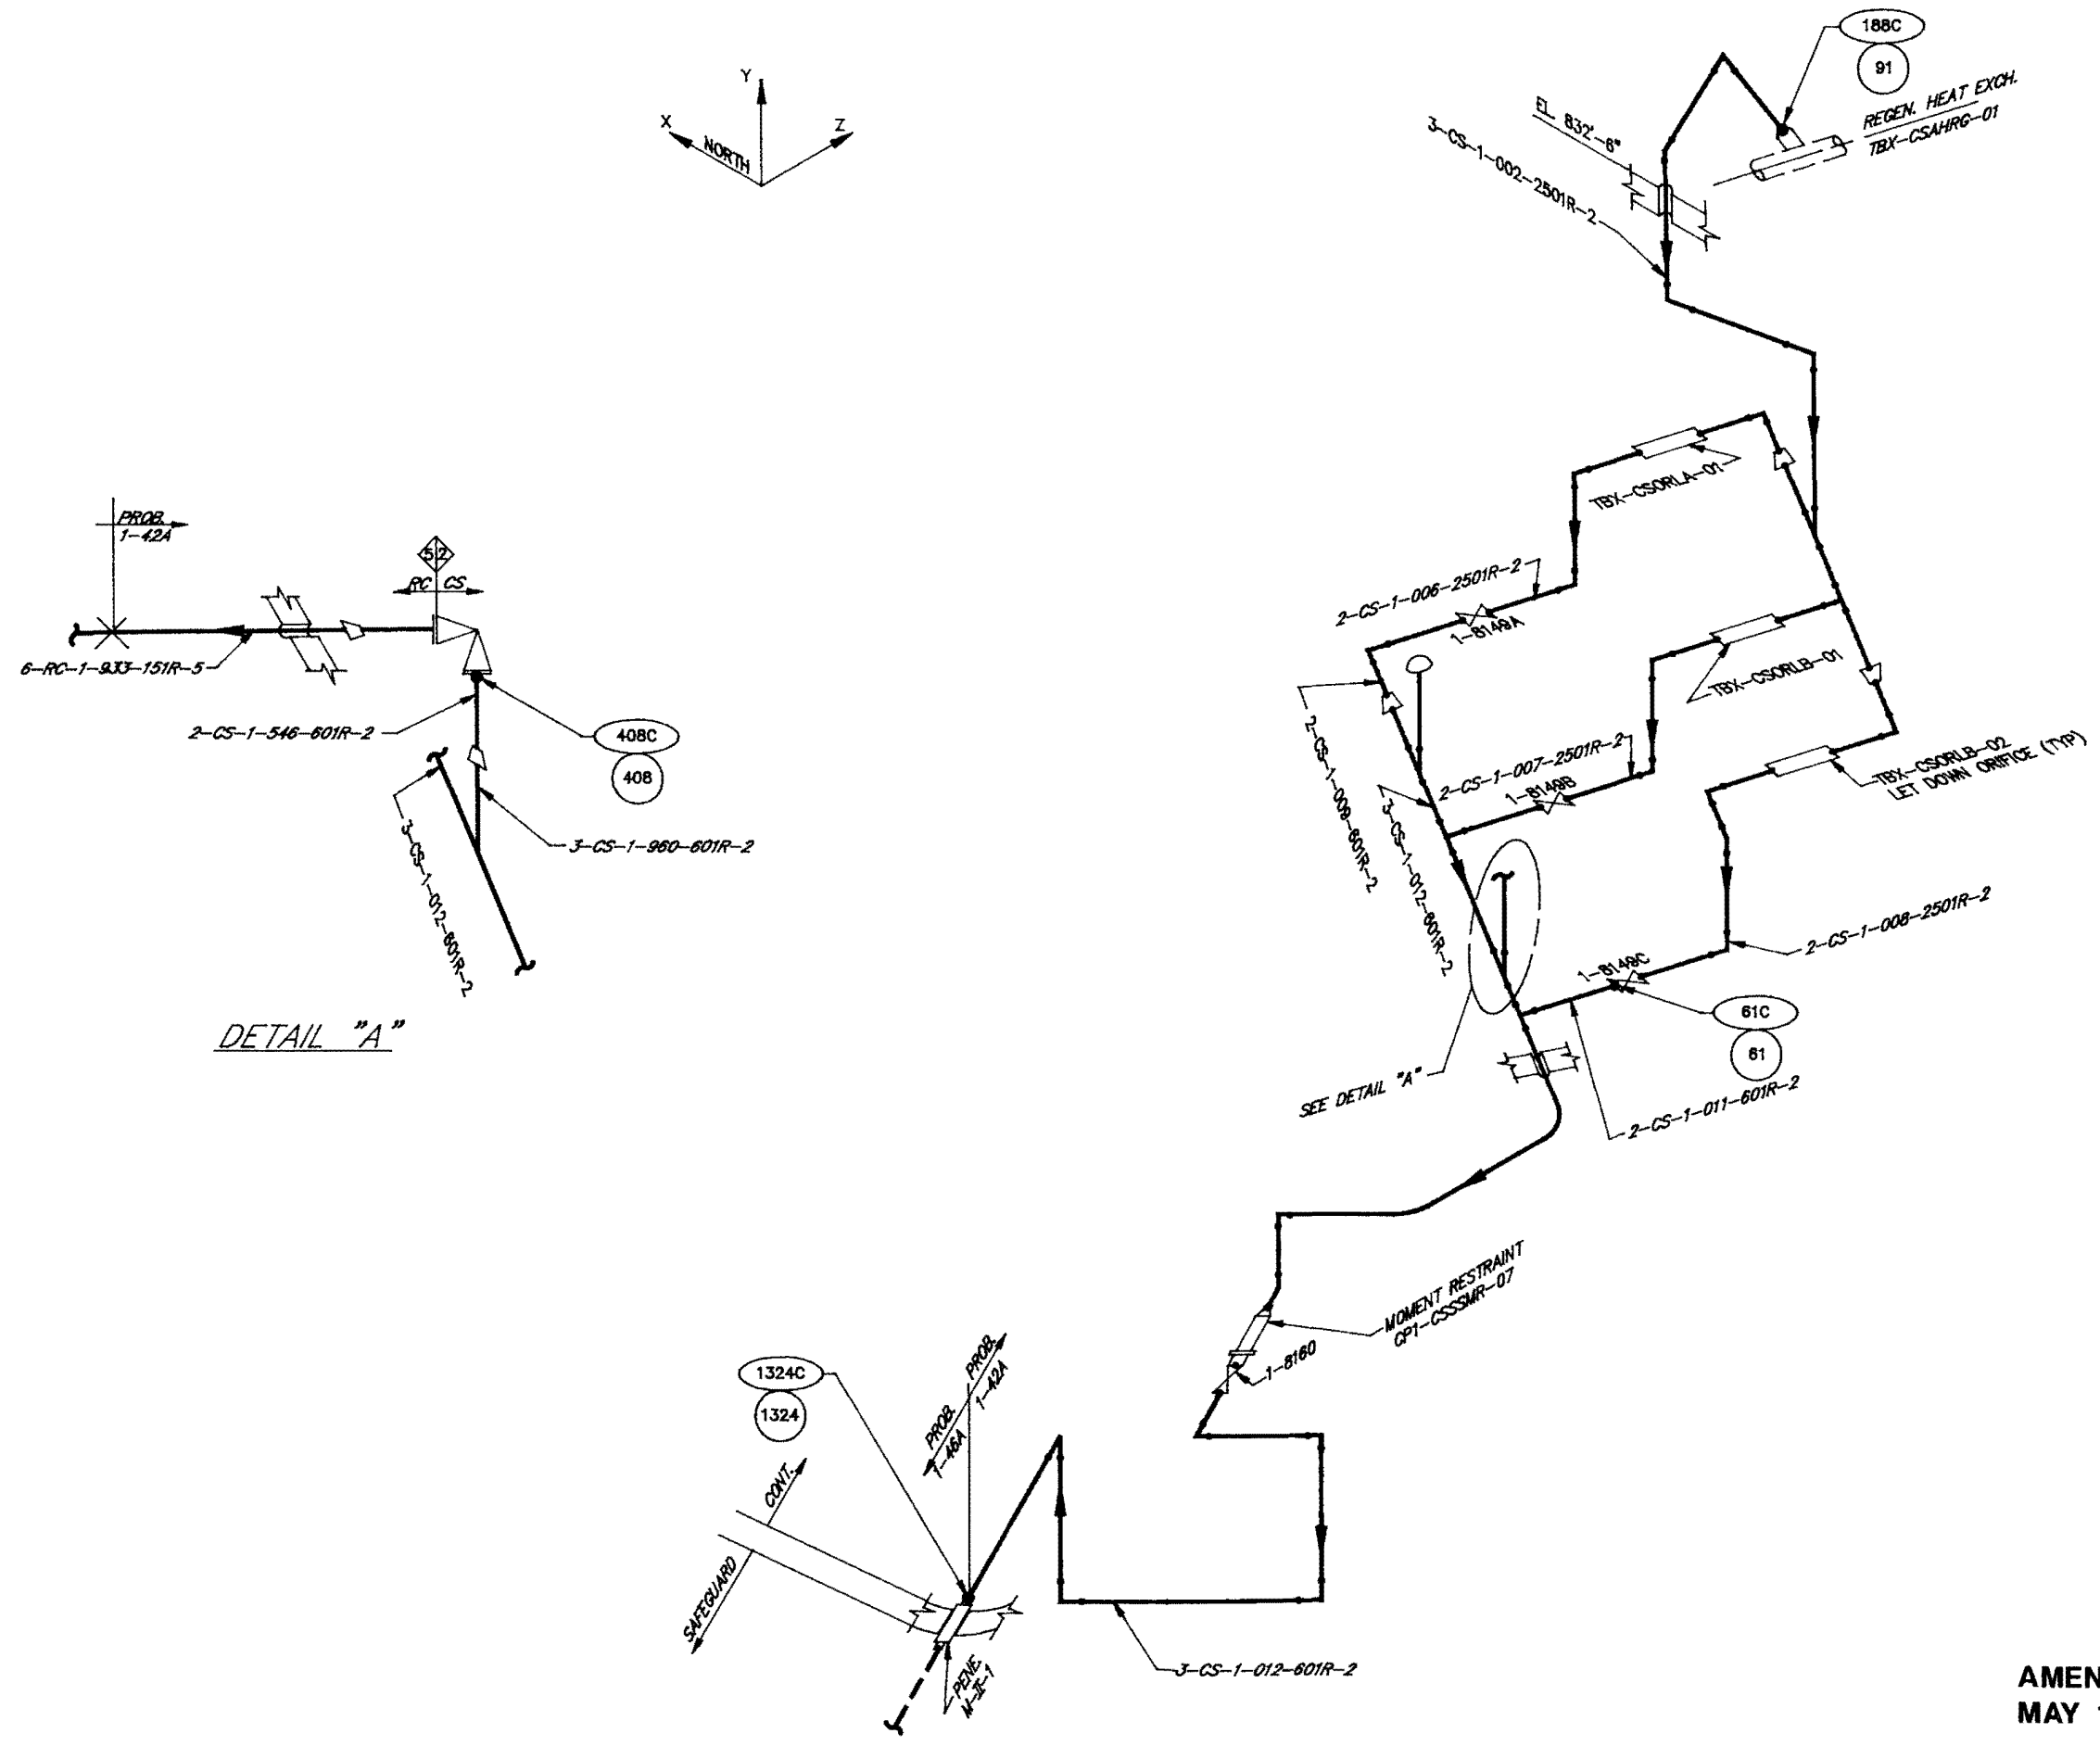 188C
91
REGEN. HEAT EXCH.
TBX-CSAHRG-01
EL 832'-6"
3-CS-1-002-2501R-2
Y
X
NORTH
Z
PROB.
1-42A
52
RC CS
6-RC-1-933-151R-5
2-CS-1-546-601R-2
408C
408
3-CS-1-960-601R-2
3-CS-1-012-601R-2
DETAIL "A"
TBX-CSORLA-01
2-CS-1-006-2501R-2
1-8149A
TBX-CSORLB-01
2-CS-1-007-2501R-2
1-8149B
2-CS-1-009-601R-2
3-CS-1-012-601R-2
TBX-CSORLB-02
LET DOWN ORIFICE (TYP)
2-CS-1-008-2501R-2
1-8149C
61C
61
2-CS-1-011-601R-2
SEE DETAIL "A"
MOMENT RESTRAINT
CP1-CSSSMR-07
1-8160
1324C
1324
PROB.
1-42A
PROB.
1-46A
CONT.
SAFEGUARD
PENE.
3-CS-1-012-601R-2
AMEN
MAY